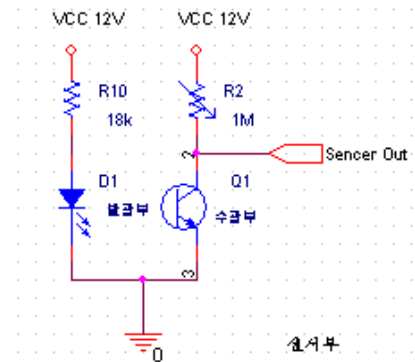 VCC 12V
VCC 12V
R10
18k
R2
1M
2
Sencer Out
D1
발광부
Q1
수광부
3
0
센서부